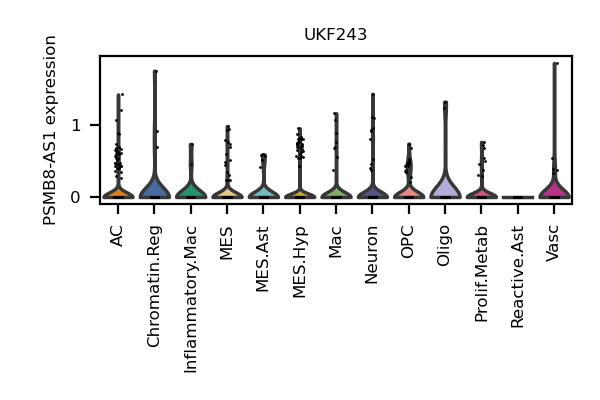 UKF243
PSMB8-AS1 expression
1
0
AC
Chromatin.Reg
Inflammatory.Mac
MES
MES.Ast
MES.Hyp
Mac
Neuron
OPC
Oligo
Prolif.Metab
Reactive.Ast
Vasc